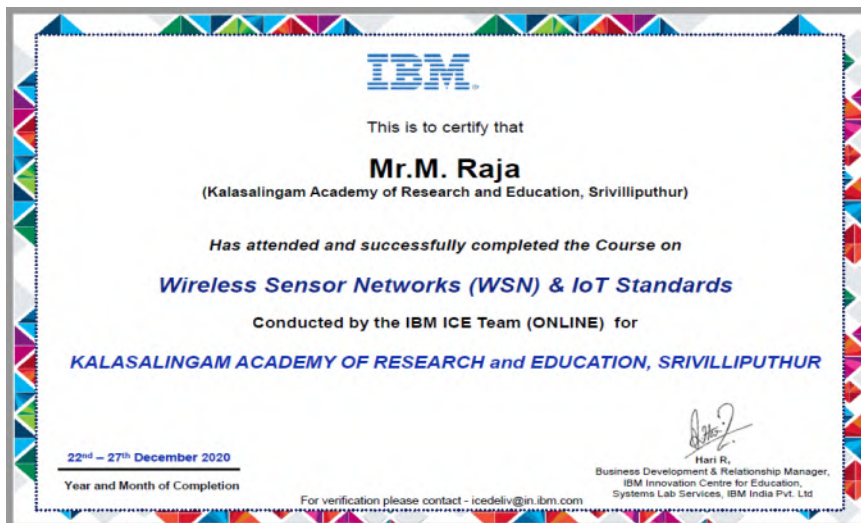 IBM
This is to certify that
Mr.M. Raja
(Kalasalingam Academy of Research and Education, Srivilliputhur)
Has attended and successfully completed the Course on
Wireless Sensor Networks (WSN) & IoT Standards
Conducted by the IBM ICE Team (ONLINE) for
KALASALINGAM ACADEMY OF RESEARCH and EDUCATION, SRIVILLIPUTHUR
22nd – 27th December 2020
Year and Month of Completion
Hari R,
Business Development & Relationship Manager,
IBM Innovation Centre for Education,
Systems Lab Services, IBM India Pvt. Ltd
For verification please contact - icedeliv@in.ibm.com